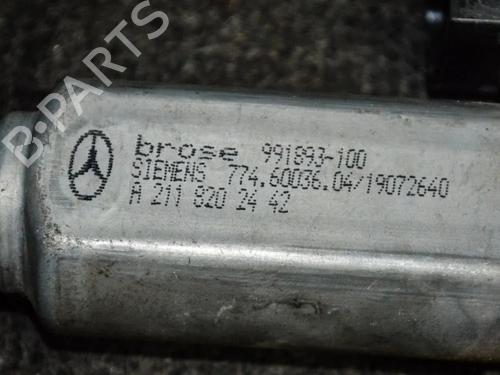 B-PARTS
brose 991893-100
SIEMENS 774.60036.04/19072640
A 211 820 24 42